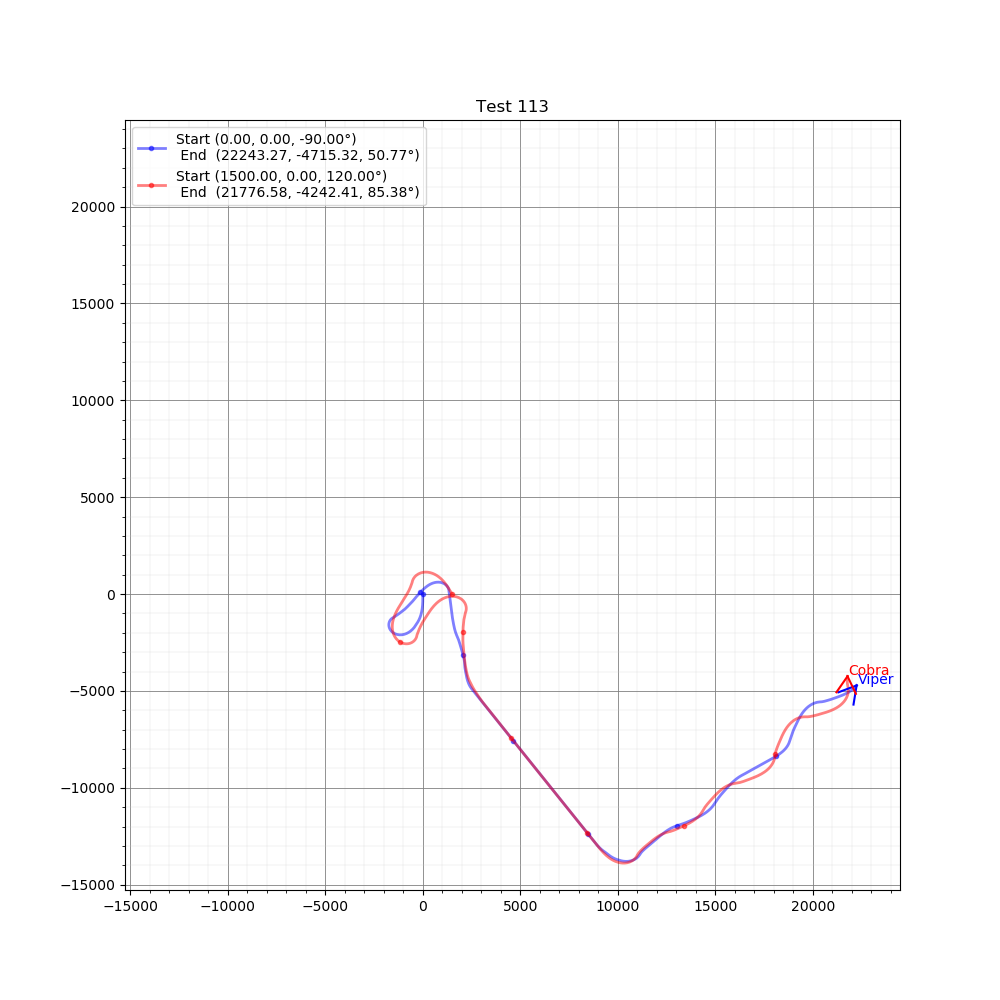 Test 113
Start (0.00, 0.00, -90.00°)
End (22243.27, -4715.32, 50.77°)
Start (1500.00, 0.00, 120.00°)
End (21776.58, -4242.41, 85.38°)
20000
15000
10000
5000
0
−5000
−10000
−15000
Cobra
Viper
−15000 −10000 −5000 0 5000 10000 15000 20000